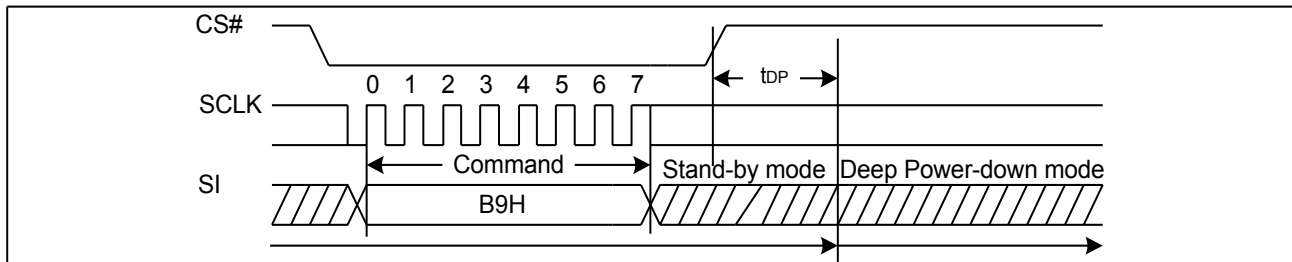 CS#
tDP
0 1 2 3 4 5 6 7
SCLK
Command
Stand-by mode Deep Power-down mode
SI
B9H